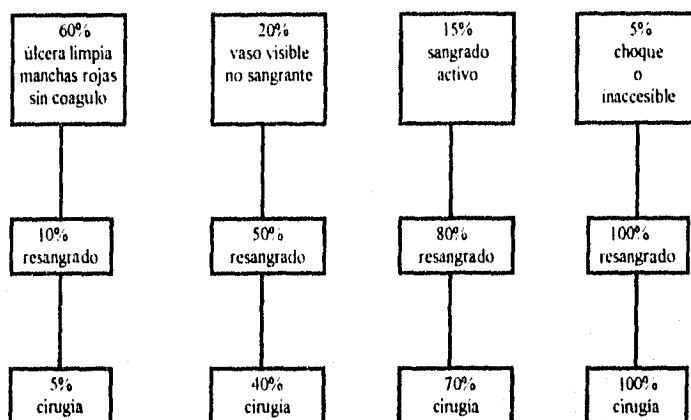 60%
úlcera limpia
manchas rojas
sin coagulo
20%
vaso visible
no sangrante
15%
sangrado
activo
5%
choque
o
inaccesible
10%
resangrado
50%
resangrado
80%
resangrado
100%
resangrado
5%
cirugia
40%
cirugia
70%
cirugia
100%
cirugia